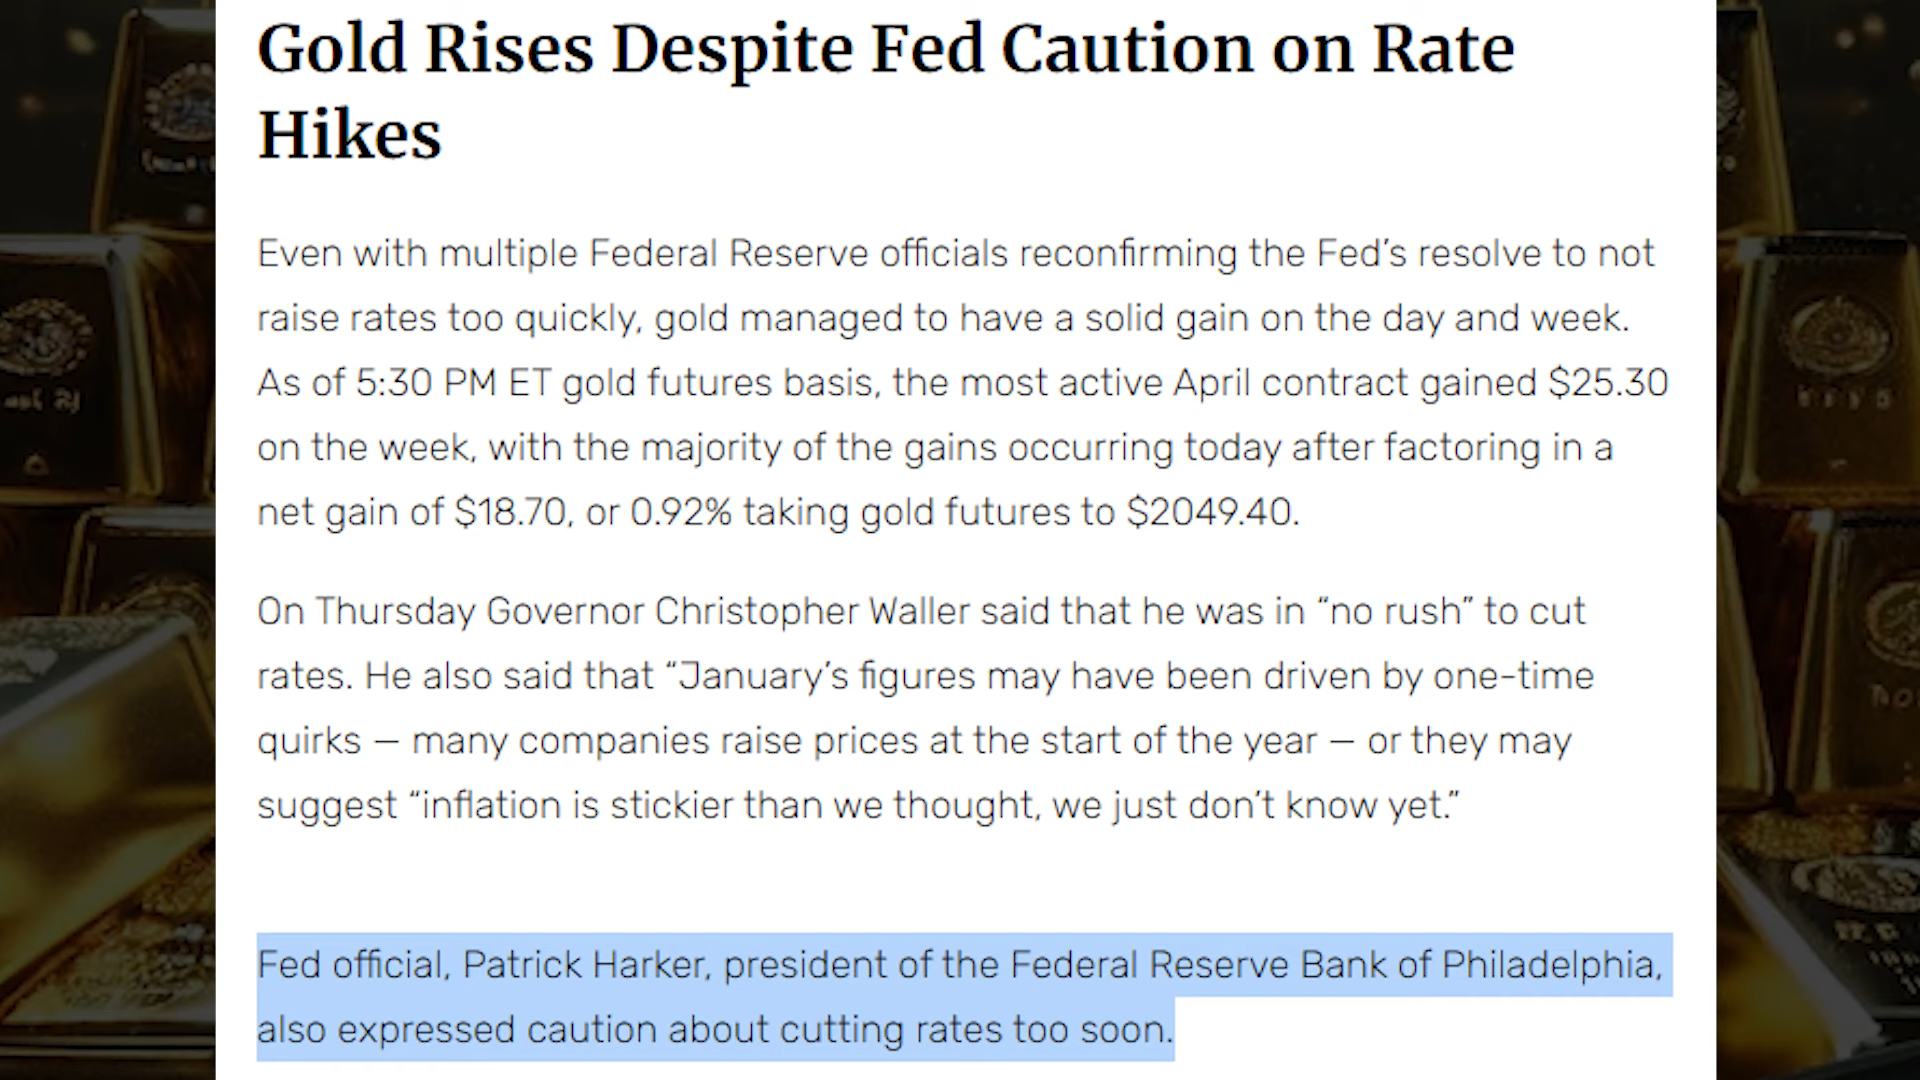 Gold Rises Despite Fed Caution on Rate
Hikes
Even with multiple Federal Reserve officials reconfirming the Fed’s resolve to not
raise rates too quickly, gold managed to have a solid gain on the day and week.
As of 5:30 PM ET gold futures basis, the most active April contract gained $25.30
on the week, with the majority of the gains occurring today after factoring in a
net gain of $18.70, or 0.92% taking gold futures to $2049.40.
On Thursday Governor Christopher Waller said that he was in “no rush” to cut
rates. He also said that “January’s figures may have been driven by one-time
quirks – many companies raise prices at the start of the year – or they may
suggest “inflation is stickier than we thought, we just don’t know yet.”
Fed official, Patrick Harker, president of the Federal Reserve Bank of Philadelphia,
also expressed caution about cutting rates too soon.